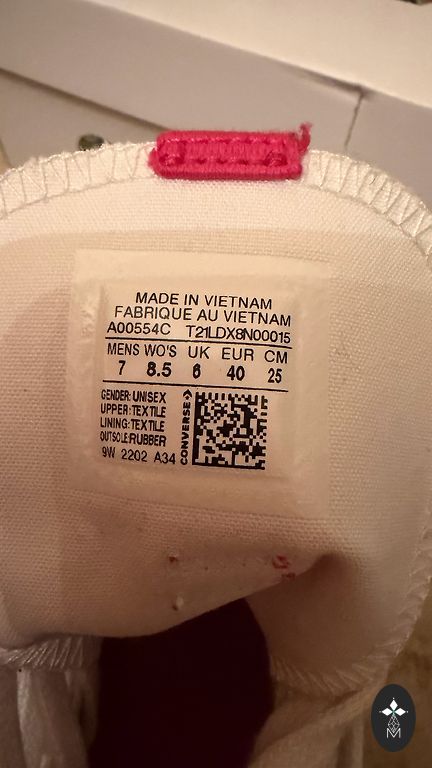 MADE IN VIETNAM
FABRIQUE AU VIETNAM
A00554C T21LDX8N00015
MENS WO'S UK EUR CM
7 8.5 6 40 25
GENDER: UNISEX
UPPER: TEXTILE
LINING: TEXTILE
OUTSOLE:RUBBER
9W 2202 A34
CONVERSE
M